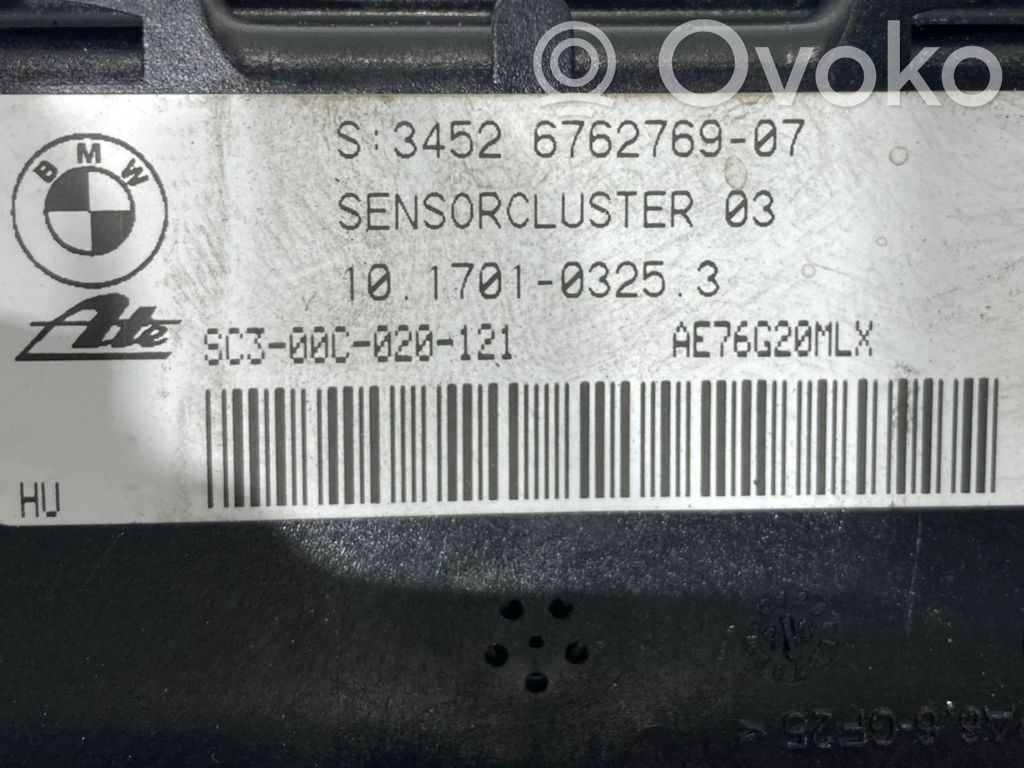 Ovoko
BMW
S:3452 6762769-07
SENSORCLUSTER 03
10.1701-0325.3
Ate
SC3-00C-020-121 AE76G20MLX
HU